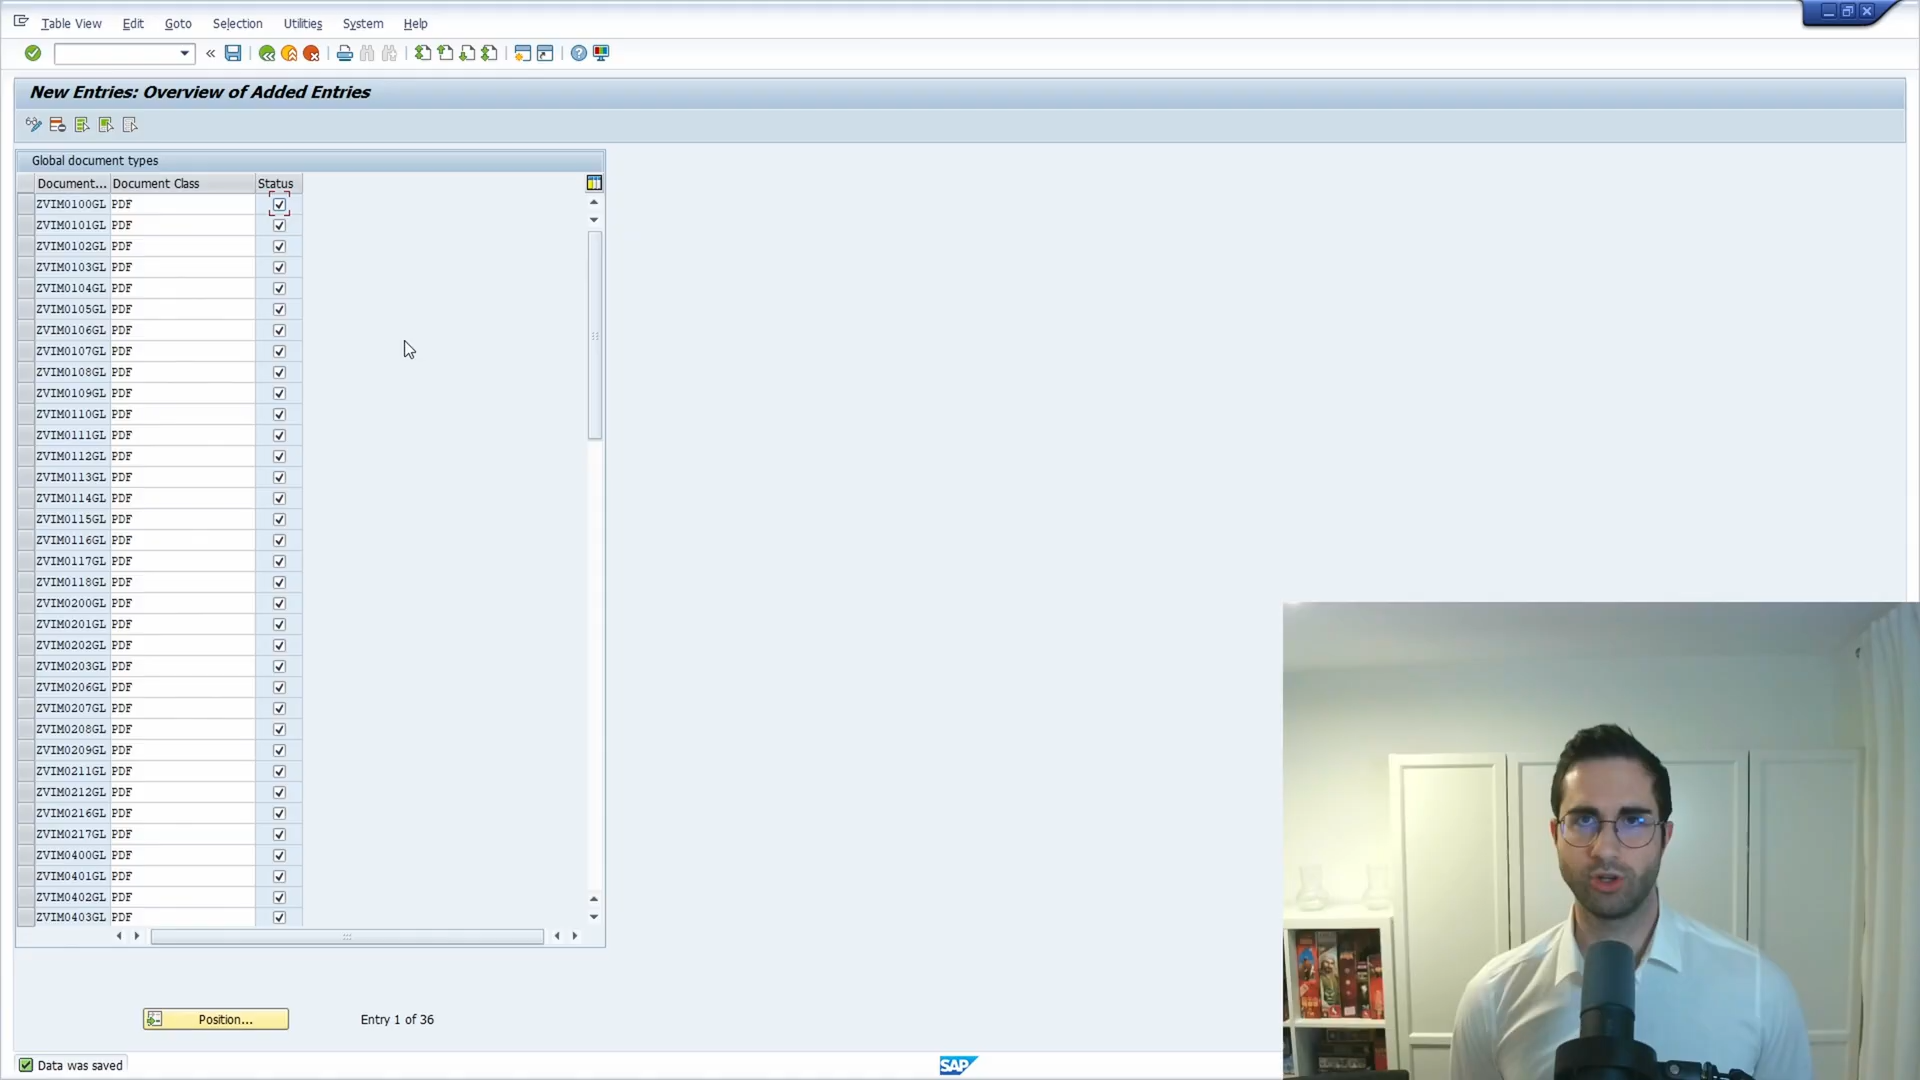 Table View Edit Goto Selection Utilities System Help
New Entries: Overview of Added Entries
Global document types
Document... Document Class Status
ZVIM0100GL PDF
ZVIM0101GL PDF
ZVIM0102GL PDF
ZVIM0103GL PDF
ZVIM0104GL PDF
ZVIM0105GL PDF
ZVIM0106GL PDF
ZVIM0107GL PDF
ZVIM0108GL PDF
ZVIM0109GL PDF
ZVIM0110GL PDF
ZVIM0111GL PDF
ZVIM0112GL PDF
ZVIM0113GL PDF
ZVIM0114GL PDF
ZVIM0115GL PDF
ZVIM0116GL PDF
ZVIM0117GL PDF
ZVIM0118GL PDF
ZVIM0200GL PDF
ZVIM0201GL PDF
ZVIM0202GL PDF
ZVIM0203GL PDF
ZVIM0206GL PDF
ZVIM0207GL PDF
ZVIM0208GL PDF
ZVIM0209GL PDF
ZVIM0211GL PDF
ZVIM0212GL PDF
ZVIM0216GL PDF
ZVIM0217GL PDF
ZVIM0400GL PDF
ZVIM0401GL PDF
ZVIM0402GL PDF
ZVIM0403GL PDF
Position... Entry 1 of 36
Data was saved
SAP